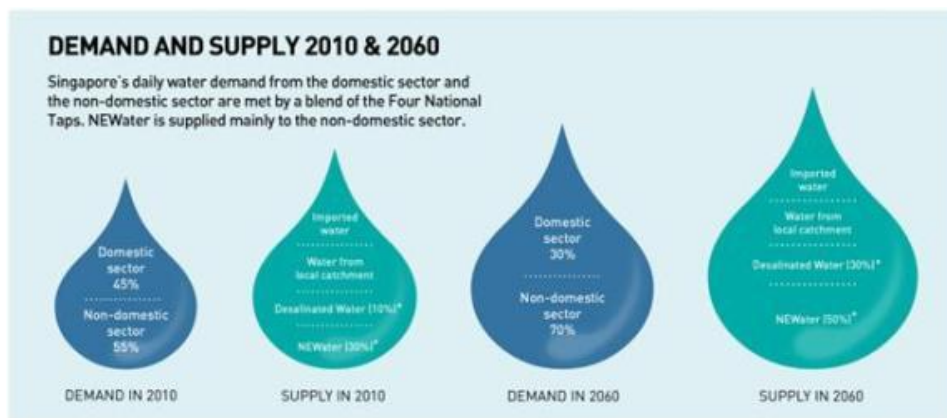 DEMAND AND SUPPLY 2010 & 2060
Singapore's daily water demand from the domestic sector and
the non-domestic sector are met by a blend of the Four National
Taps. NEWater is supplied mainly to the non-domestic sector.
Domestic
sector
45%
Non-domestic
sector
55%
DEMAND IN 2010
Imported
water
Water from
local catchment
Desalinated Water (10%)*
NEWater (30%)*
SUPPLY IN 2010
Domestic
sector
30%
Non-domestic
sector
70%
DEMAND IN 2060
Imported
water
Water from
local catchment
Desalinated Water (30%)*
NEWater (50%)*
SUPPLY IN 2060